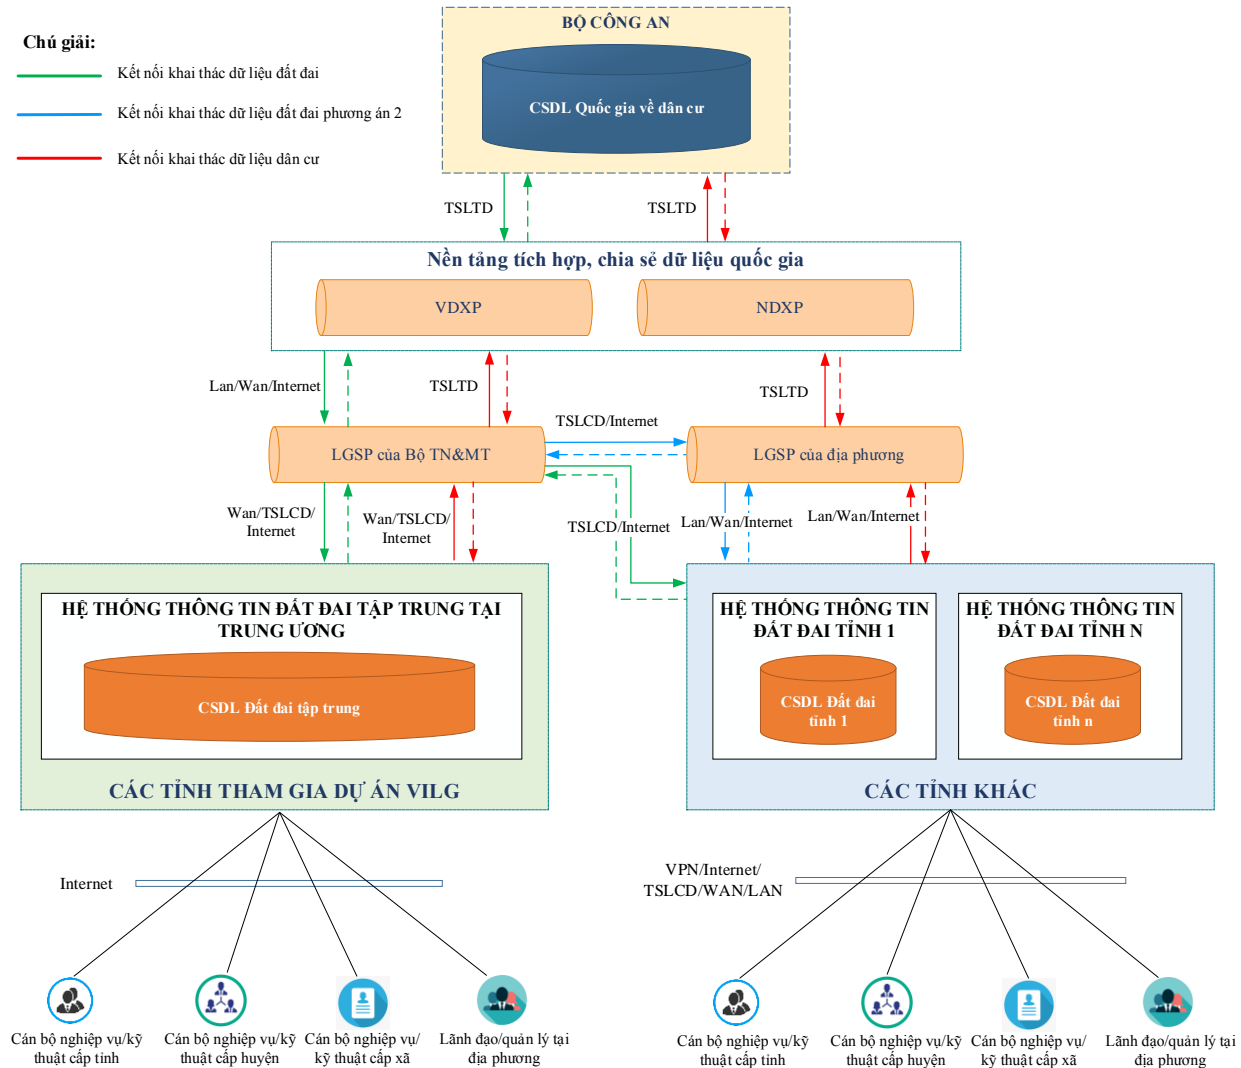 BỘ CÔNG AN
Chú giải:
Kết nối khai thác dữ liệu đất đai
Kết nối khai thác dữ liệu đất đai phương án 2
Kết nối khai thác dữ liệu dân cư
CSDL Quốc gia về dân cư
TSLTD
TSLTD
Nền tảng tích hợp, chia sẻ dữ liệu quốc gia
VDXP
NDXP
Lan/Wan/Internet
TSLTD
TSLTD
TSLCD/Internet
LGSP của Bộ TN&MT
LGSP của địa phương
Wan/TSLCD/
Internet
Wan/TSLCD/
Internet
TSLCD/Internet
Lan/Wan/Internet
Lan/Wan/Internet
HỆ THỐNG THÔNG TIN ĐẤT ĐAI TẬP TRUNG TẠI
TRUNG ƯƠNG
CSDL Đất đai tập trung
CÁC TỈNH THAM GIA DỰ ÁN VILG
HỆ THỐNG THÔNG TIN
ĐẤT ĐAI TỈNH 1
CSDL Đất đai
tỉnh 1
HỆ THỐNG THÔNG TIN
ĐẤT ĐAI TỈNH N
CSDL Đất đai
tỉnh n
CÁC TỈNH KHÁC
Internet
VPN/Internet/
TSLCD/WAN/LAN
Cán bộ nghiệp vụ/kỹ
thuật cấp tỉnh
Cán bộ nghiệp vụ/kỹ
thuật cấp huyện
Cán bộ nghiệp vụ/
kỹ thuật cấp xã
Lãnh đạo/quản lý tại
địa phương
Cán bộ nghiệp vụ/kỹ
thuật cấp tỉnh
Cán bộ nghiệp vụ/kỹ
thuật cấp huyện
Cán bộ nghiệp vụ/
kỹ thuật cấp xã
Lãnh đạo/quản lý tại
địa phương